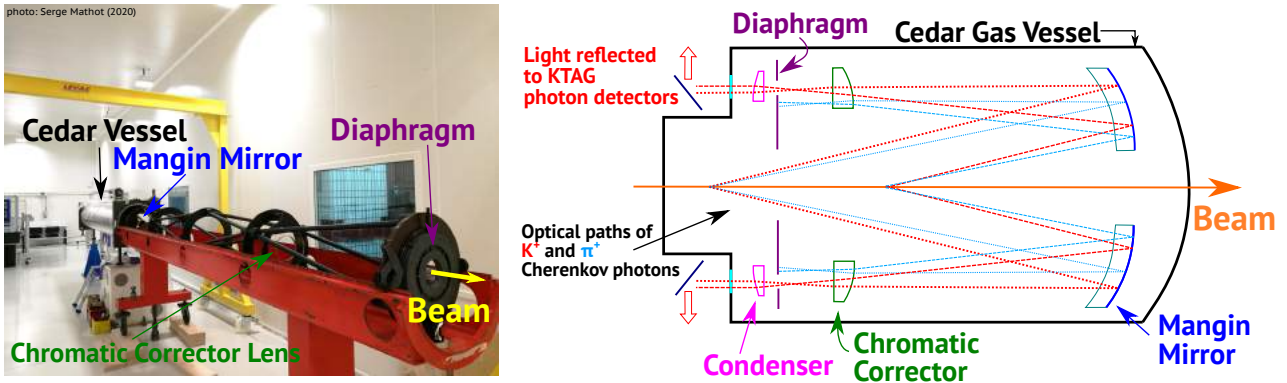 photo: Serge Mathot (2020)
Cedar Vessel
Mangin Mirror
Diaphragm
Beam
Chromatic Corrector Lens
Diaphragm
Cedar Gas Vessel
Light reflected
to KTAG
photon detectors
Beam
Optical paths of
K⁺ and π⁺
Cherenkov photons
Condenser
Chromatic
Corrector
Mangin
Mirror